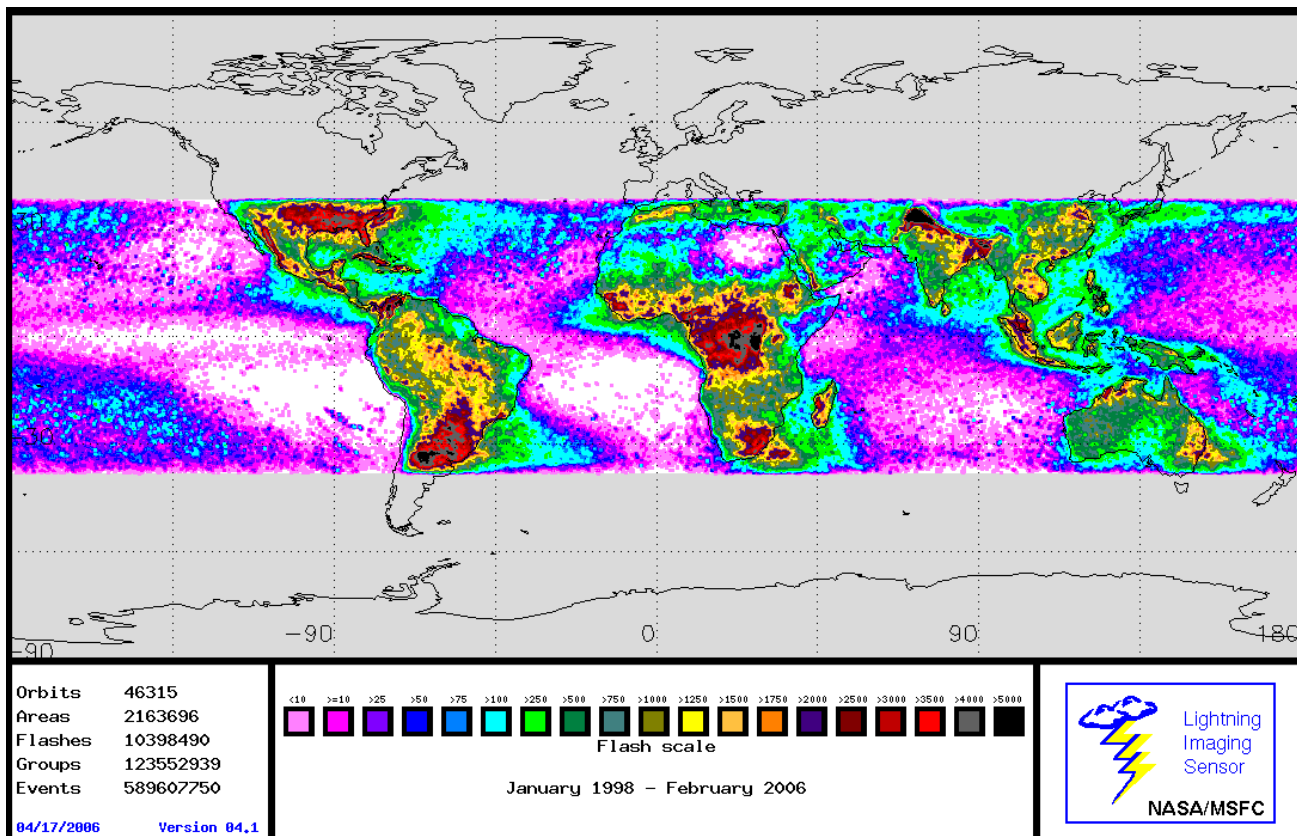 30
-30
-90
0
90
180
-90
Orbits 46315
Areas 2163696
Flashes 10398490
Groups 123552939
Events 589607750
04/17/2006 Version 04.1
<10 >=10 >25 >50 >75 >100 >250 >500 >750 >1000 >1250 >1500 >1750 >2000 >2500 >3000 >3500 >4000 >5000
Flash scale
January 1998 - February 2006
Lightning
Imaging
Sensor
NASA/MSFC